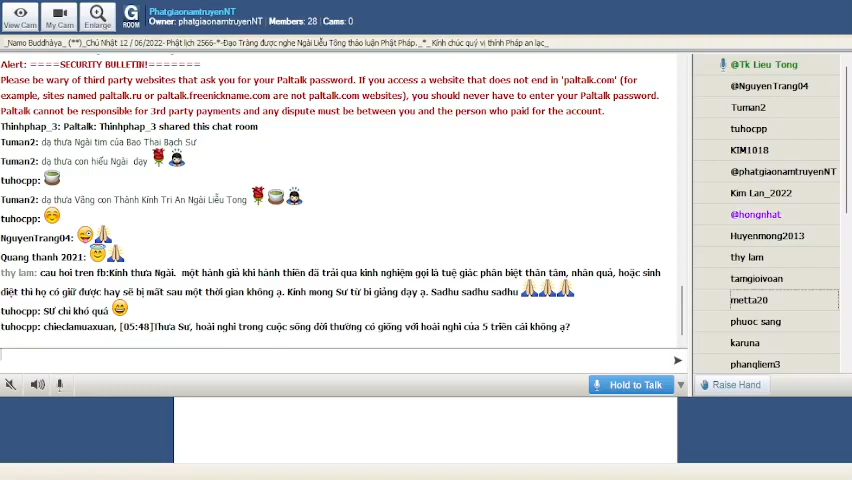 PhatgiaonamtruyenNT
Owner: phatgiaonamtruyenNT Members: 28 Cams: 0
View Cam
My Cam
Enlarge
G
ROOM
_Namo Buddhàya_ (**)_Chủ Nhật 12 / 06/2022- Phật lịch 2566-*-Đạo Tràng được nghe Ngài Liễu Tông thảo luận Phật Pháp._*_Kính chúc quý vị thính Pháp an lạc_
Alert: ====SECURITY BULLETIN!=======
Please be wary of third party websites that ask you for your Paltalk password. If you access a website that does not end in 'paltalk.com' (for
example, sites named paltalk.ru or paltalk.freenickname.com are not paltalk.com websites), you should never have to enter your Paltalk password.
Paltalk cannot be responsible for 3rd party payments and any dispute must be between you and the person who paid for the account.
Thinhphap_3: Paltalk: Thinhphap_3 shared this chat room
Tuman2: dạ thưa Ngài tim của Bao Thai Bạch Sư
Tuman2: dạ thưa con hiểu Ngài dạy
tuhocpp:
Tuman2: dạ thưa Vâng con Thành Kính Tri An Ngài Liễu Tong
tuhocpp:
NguyenTrang04:
Quang thanh 2021:
thy lam: cau hoi tren fb:Kính thưa Ngài. một hành giả khi hành thiền đã trải qua kinh nghiệm gọi là tuệ giác phân biệt thân tâm, nhân quả, hoặc sinh
diệt thì họ có giữ được hay sẽ bị mất sau một thời gian không ạ. Kính mong Sư từ bi giảng dạy ạ. Sadhu sadhu sadhu
tuhocpp: SƯ chỉ khó quá
tuhocpp: chieclamuaxuan, [05:48]Thưa Sư, hoài nghi trong cuộc sống đời thường có giống với hoài nghi của 5 triền cái không ạ?
Hold to Talk
@Tk Lieu Tong
@NguyenTrang04
Tuman2
tuhocpp
KIM1018
@phatgiaonamtruyenNT
Kim Lan_2022
@hongnhat
Huyenmong2013
thy lam
tamgioivoan
metta20
phuoc sang
karuna
phapliem3
Raise Hand